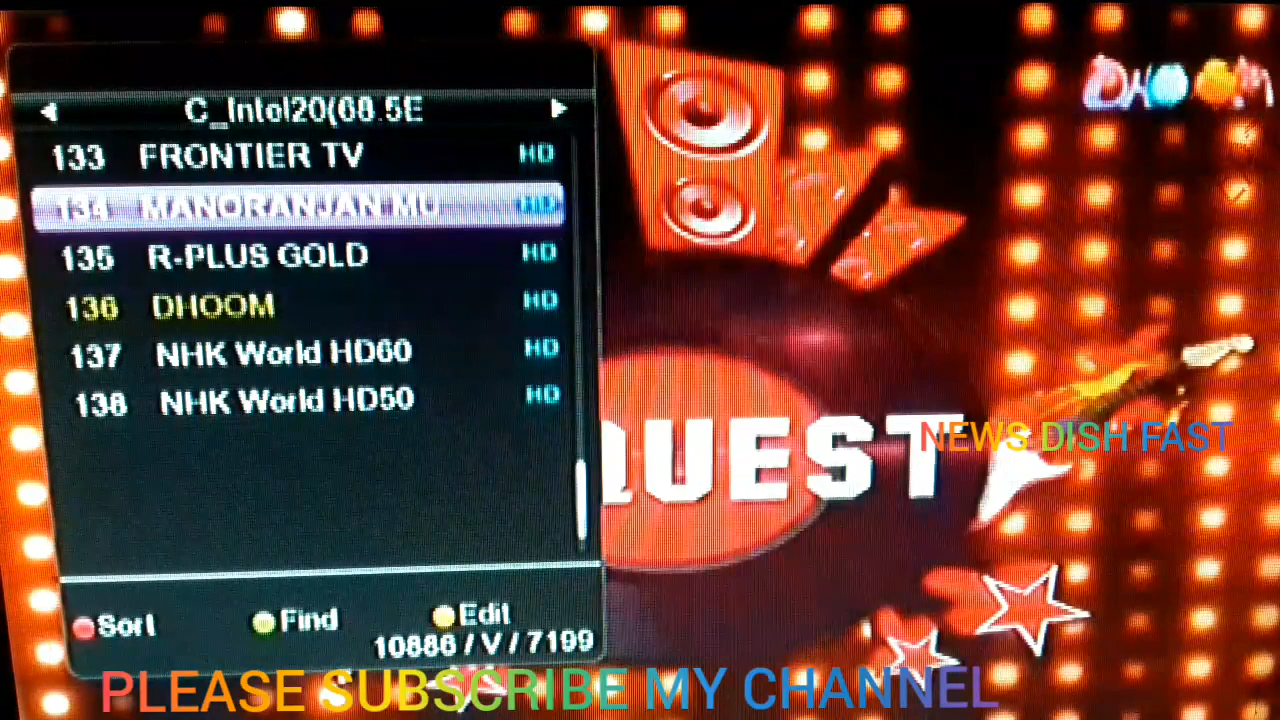 C_Intel20(68.5E
133 FRONTIER TV HD
134 MANORANJAN MU HD
135 R-PLUS GOLD HD
136 DHOOM HD
137 NHK World HD60 HD
138 NHK World HD50 HD
Sort Find Edit
10886 / V / 7199
DHOOM
QUEST
NEWS DISH FAST
PLEASE SUBSCRIBE MY CHANNEL